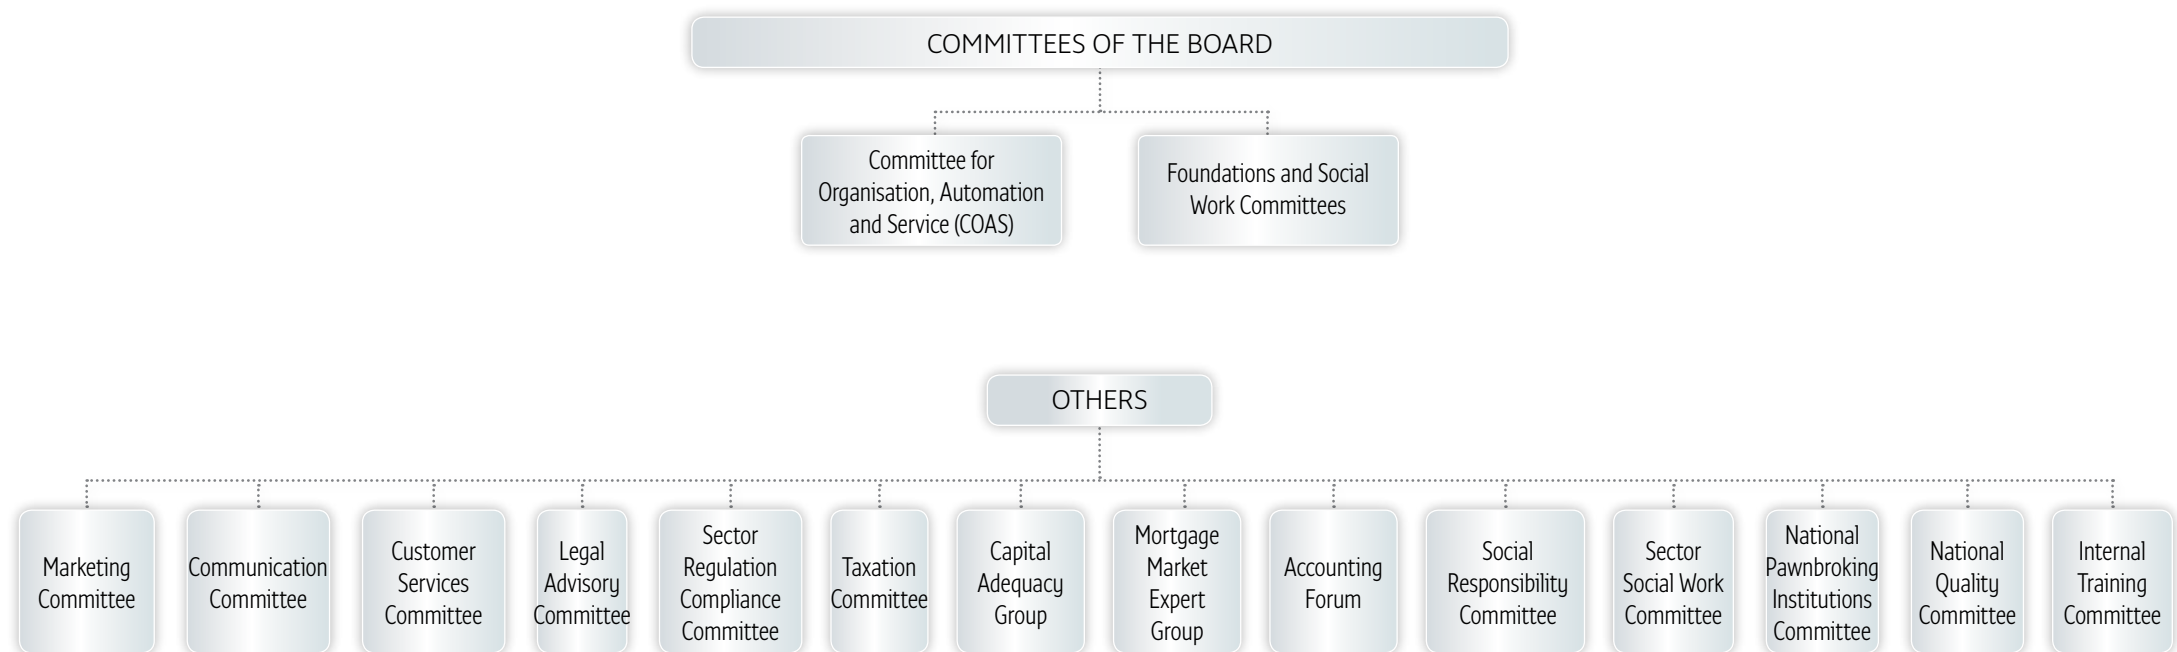 COMMITTEES OF THE BOARD
Committee for
Organisation, Automation
and Service (COAS)
Foundations and Social
Work Committees
OTHERS
Marketing
Committee
Communication
Committee
Customer
Services
Committee
Legal
Advisory
Committee
Sector
Regulation
Compliance
Committee
Taxation
Committee
Capital
Adequacy
Group
Mortgage
Market
Expert
Group
Accounting
Forum
Social
Responsibility
Committee
Sector
Social Work
Committee
National
Pawnbroking
Institutions
Committee
National
Quality
Committee
Internal
Training
Committee